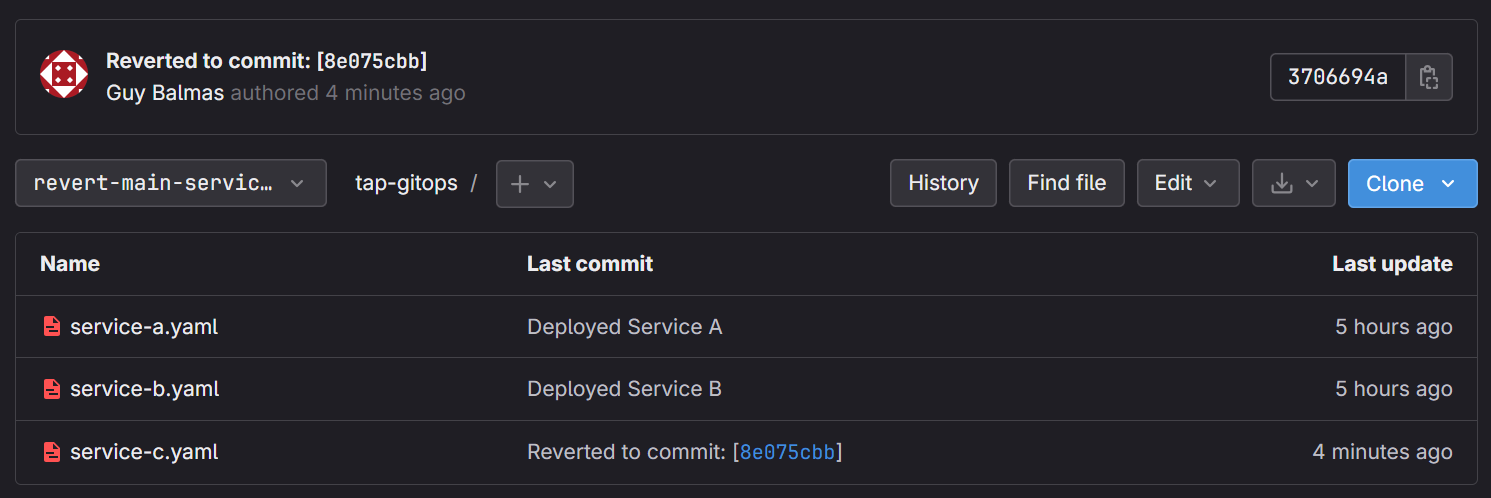 Reverted to commit: [8e075cbb]
Guy Balmas authored 4 minutes ago
3706694a
revert-main-servic…
tap-gitops /
History
Find file
Edit
Clone
Name Last commit Last update
service-a.yaml Deployed Service A 5 hours ago
service-b.yaml Deployed Service B 5 hours ago
service-c.yaml Reverted to commit: [8e075cbb] 4 minutes ago